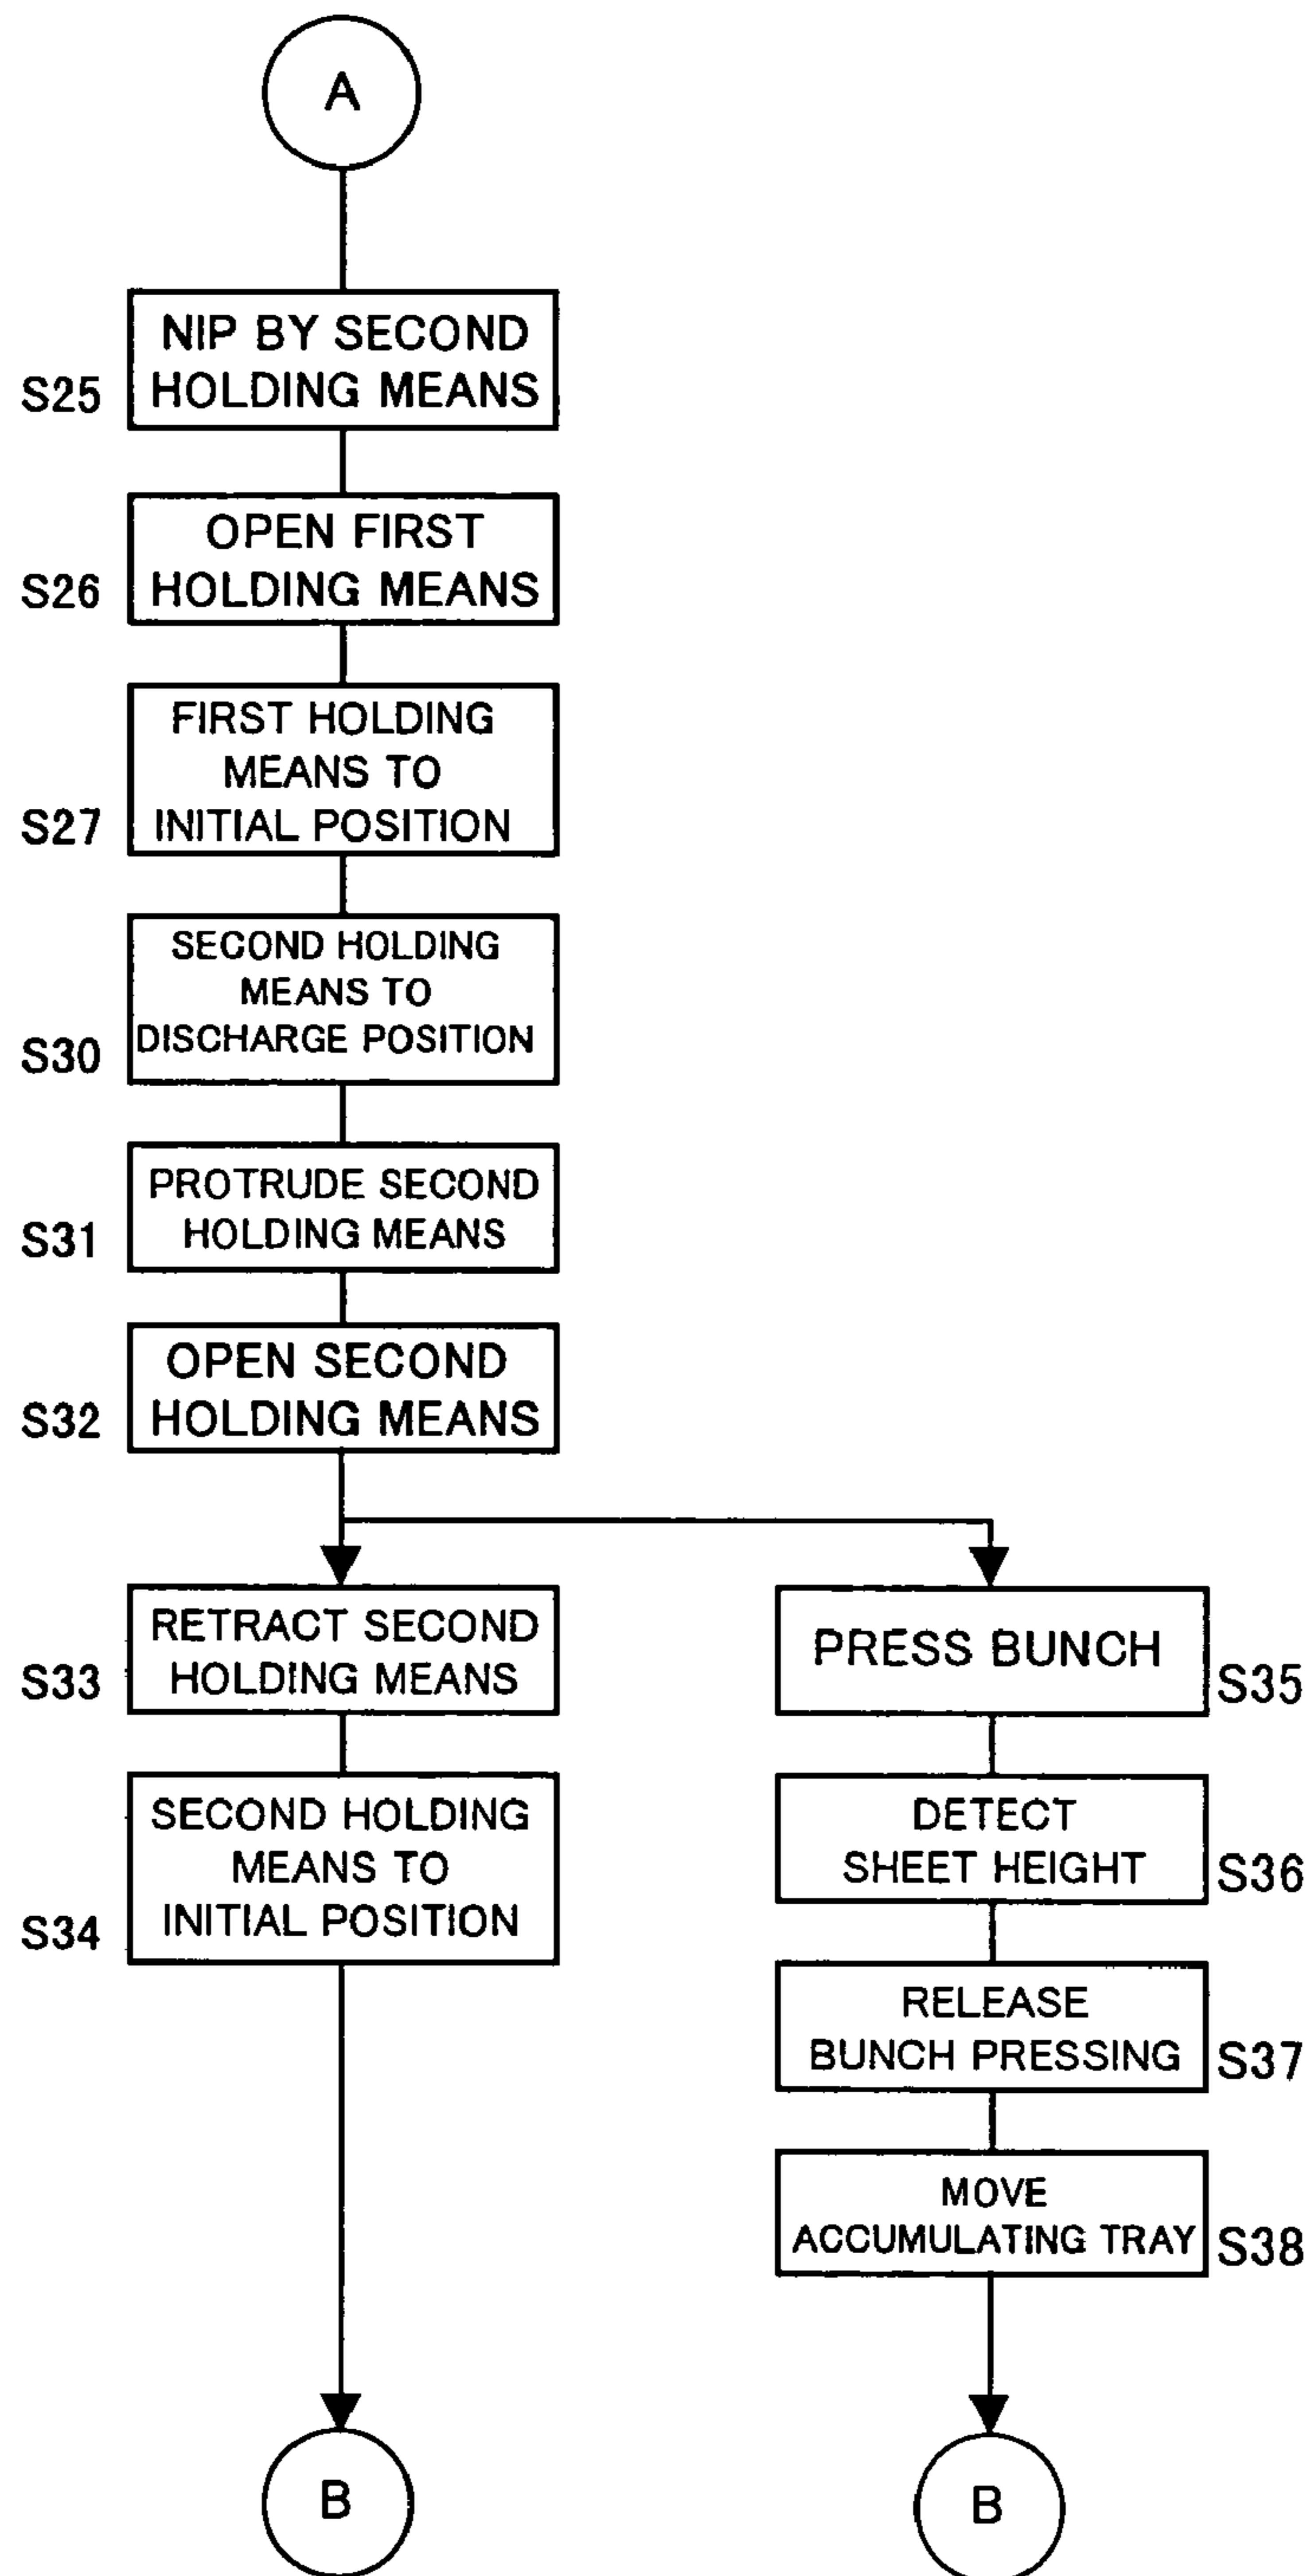 A
NIP BY SECOND
HOLDING MEANS
S25
OPEN FIRST
HOLDING MEANS
S26
FIRST HOLDING
MEANS TO
INITIAL POSITION
S27
SECOND HOLDING
MEANS TO
DISCHARGE POSITION
S30
PROTRUDE SECOND
HOLDING MEANS
S31
OPEN SECOND
HOLDING MEANS
S32
RETRACT SECOND
HOLDING MEANS
S33
SECOND HOLDING
MEANS TO
INITIAL POSITION
S34
B
PRESS BUNCH
S35
DETECT
SHEET HEIGHT
S36
RELEASE
BUNCH PRESSING
S37
MOVE
ACCUMULATING TRAY
S38
B